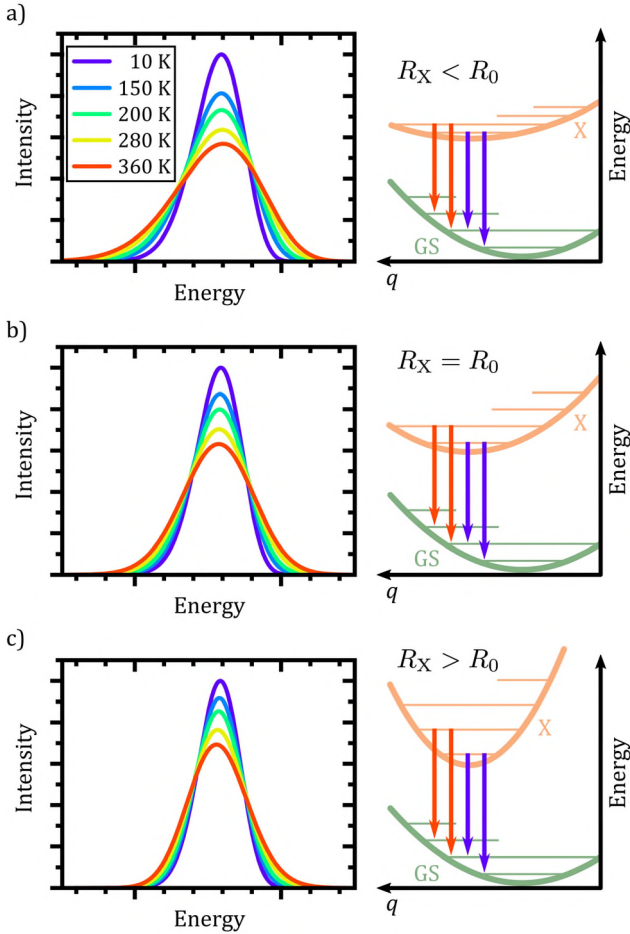 a)
10 K
150 K
200 K
280 K
360 K
Intensity
Energy
R_X < R_0
X
GS
q
Energy
b)
Intensity
Energy
R_X = R_0
X
GS
q
Energy
c)
Intensity
Energy
R_X > R_0
X
GS
q
Energy